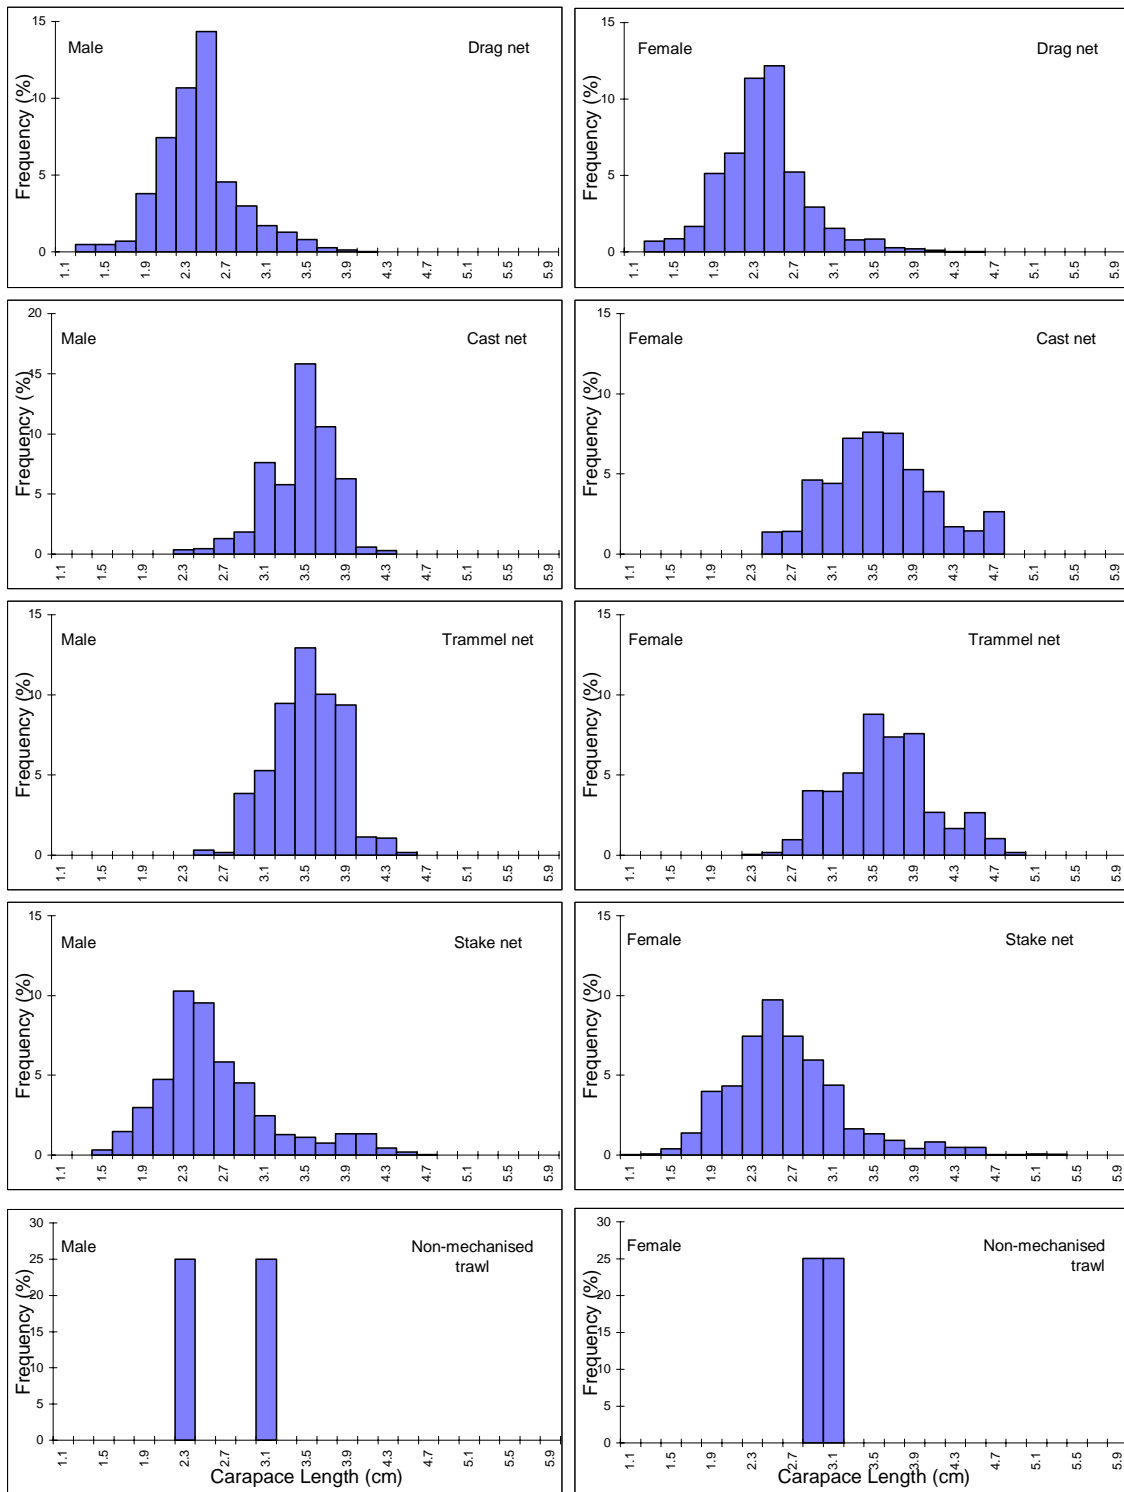 Male Drag net
Frequency (%)
15
10
5
0
1.1 1.5 1.9 2.3 2.7 3.1 3.5 3.9 4.3 4.7 5.1 5.5 5.9
Female Drag net
Frequency (%)
15
10
5
0
1.1 1.5 1.9 2.3 2.7 3.1 3.5 3.9 4.3 4.7 5.1 5.5 5.9
Male Cast net
Frequency (%)
20
15
10
5
0
1.1 1.5 1.9 2.3 2.7 3.1 3.5 3.9 4.3 4.7 5.1 5.5 5.9
Female Cast net
Frequency (%)
15
10
5
0
1.1 1.5 1.9 2.3 2.7 3.1 3.5 3.9 4.3 4.7 5.1 5.5 5.9
Male Trammel net
Frequency (%)
15
10
5
0
1.1 1.5 1.9 2.3 2.7 3.1 3.5 3.9 4.3 4.7 5.1 5.5 5.9
Female Trammel net
Frequency (%)
15
10
5
0
1.1 1.5 1.9 2.3 2.7 3.1 3.5 3.9 4.3 4.7 5.1 5.5 5.9
Male Stake net
Frequency (%)
15
10
5
0
1.1 1.5 1.9 2.3 2.7 3.1 3.5 3.9 4.3 4.7 5.1 5.5 5.9
Female Stake net
Frequency (%)
15
10
5
0
1.1 1.5 1.9 2.3 2.7 3.1 3.5 3.9 4.3 4.7 5.1 5.5 5.9
Male Non-mechanised
trawl
Frequency (%)
30
25
20
15
10
5
0
1.1 1.5 1.9 2.3 2.7 3.1 3.5 3.9 4.3 4.7 5.1 5.5 5.9
Carapace Length (cm)
Female Non-mechanised
trawl
Frequency (%)
30
25
20
15
10
5
0
1.1 1.5 1.9 2.3 2.7 3.1 3.5 3.9 4.3 4.7 5.1 5.5 5.9
Carapace Length (cm)